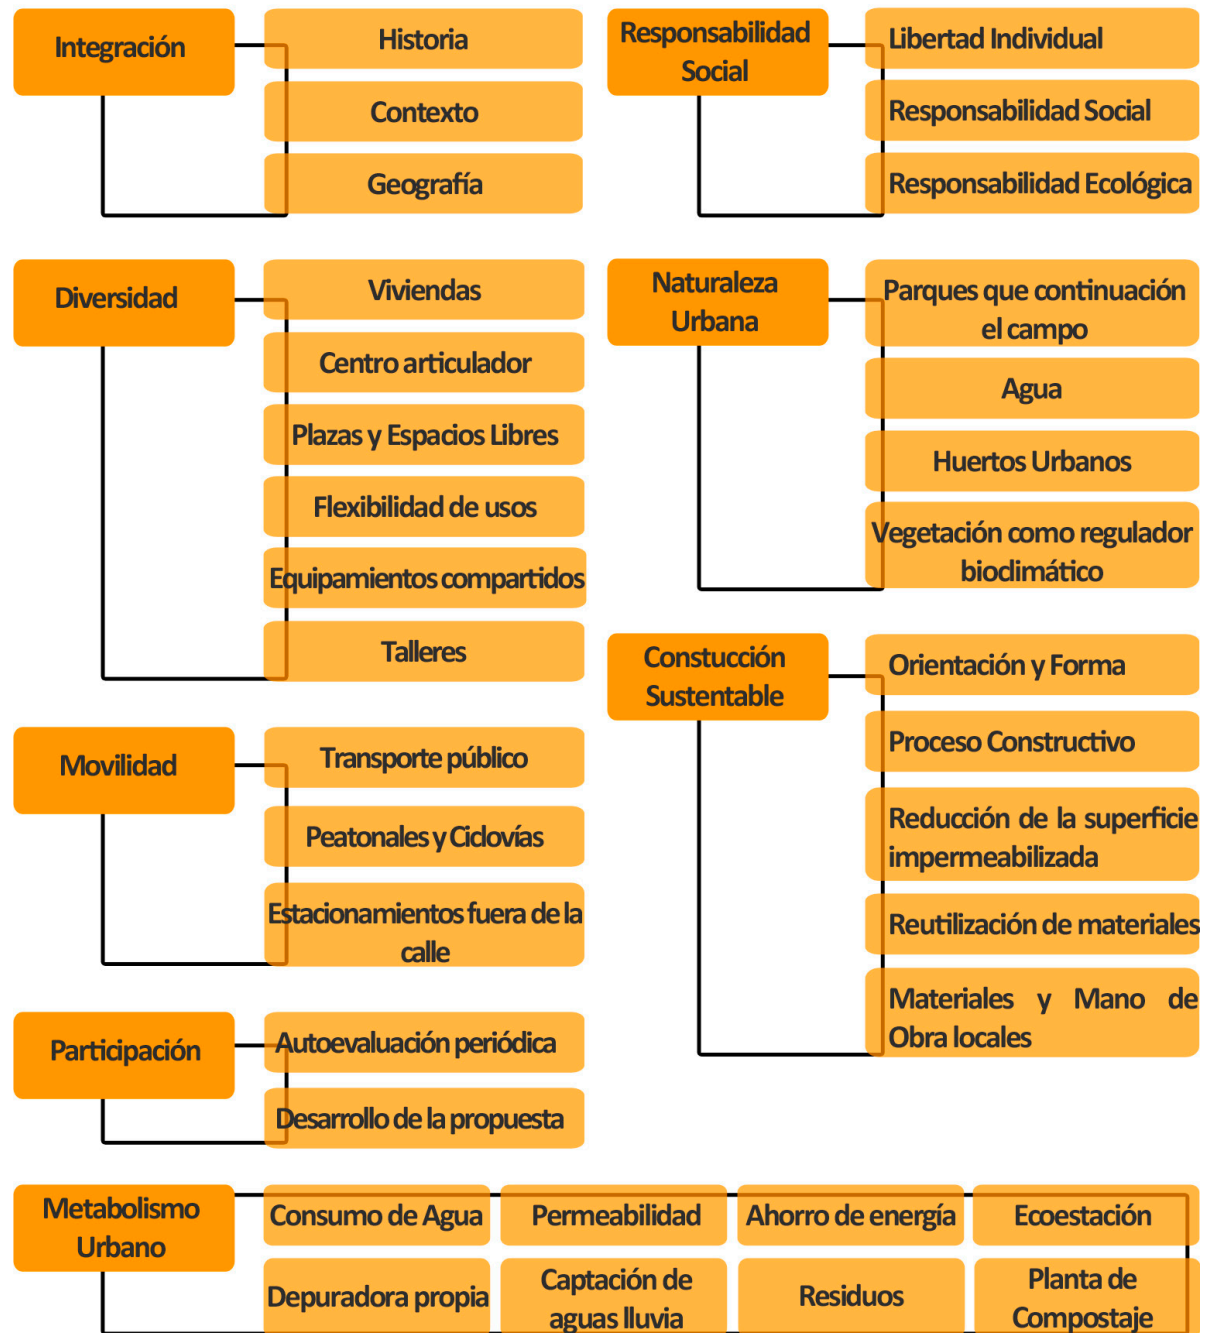 Integración
Historia
Contexto
Geografía
Diversidad
Viviendas
Centro articulador
Plazas y Espacios Libres
Flexibilidad de usos
Equipamientos compartidos
Talleres
Movilidad
Transporte público
Peatonales y Ciclovías
Estacionamientos fuera de la
calle
Participación
Autoevaluación periódica
Desarrollo de la propuesta
Responsabilidad
Social
Libertad Individual
Responsabilidad Social
Responsabilidad Ecológica
Naturaleza
Urbana
Parques que continuación
el campo
Agua
Huertos Urbanos
Vegetación como regulador
bioclimático
Constucción
Sustentable
Orientación y Forma
Proceso Constructivo
Reducción de la superficie
impermeabilizada
Reutilización de materiales
Materiales y Mano de
Obra locales
Metabolismo
Urbano
Consumo de Agua
Permeabilidad
Ahorro de energía
Ecoestación
Depuradora propia
Captación de
aguas lluvia
Residuos
Planta de
Compostaje